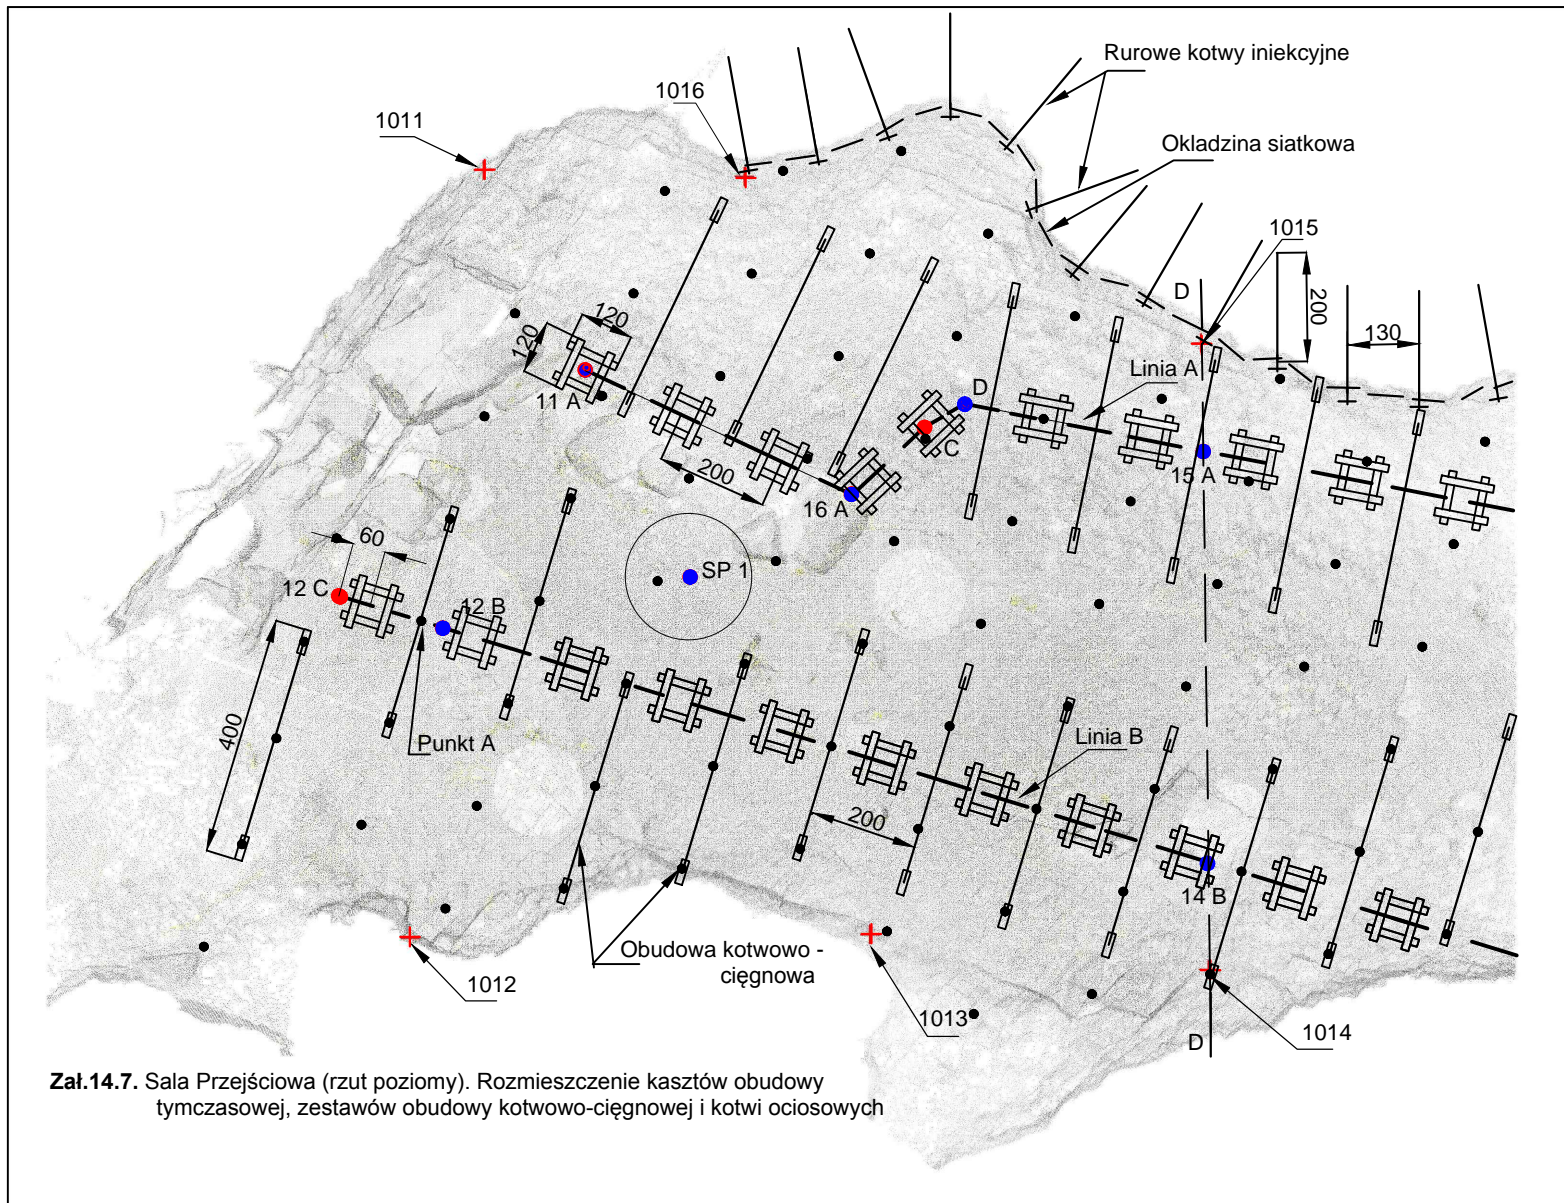 Rurowe kotwy iniekcyjne
1016
1011
Okladzina siatkowa
1015
D
200
130
120
120
11 A
Linia A
D
C
15 A
200
16 A
60
12 C
12 B
SP 1
400
Punkt A
Linia B
200
14 B
Obudowa kotwowo -
cięgnowa
1012
1013
1014
D
Zał.14.7. Sala Przejściowa (rzut poziomy). Rozmieszczenie kasztów obudowy
tymczasowej, zestawów obudowy kotwowo-cięgnowej i kotwi ociosowych